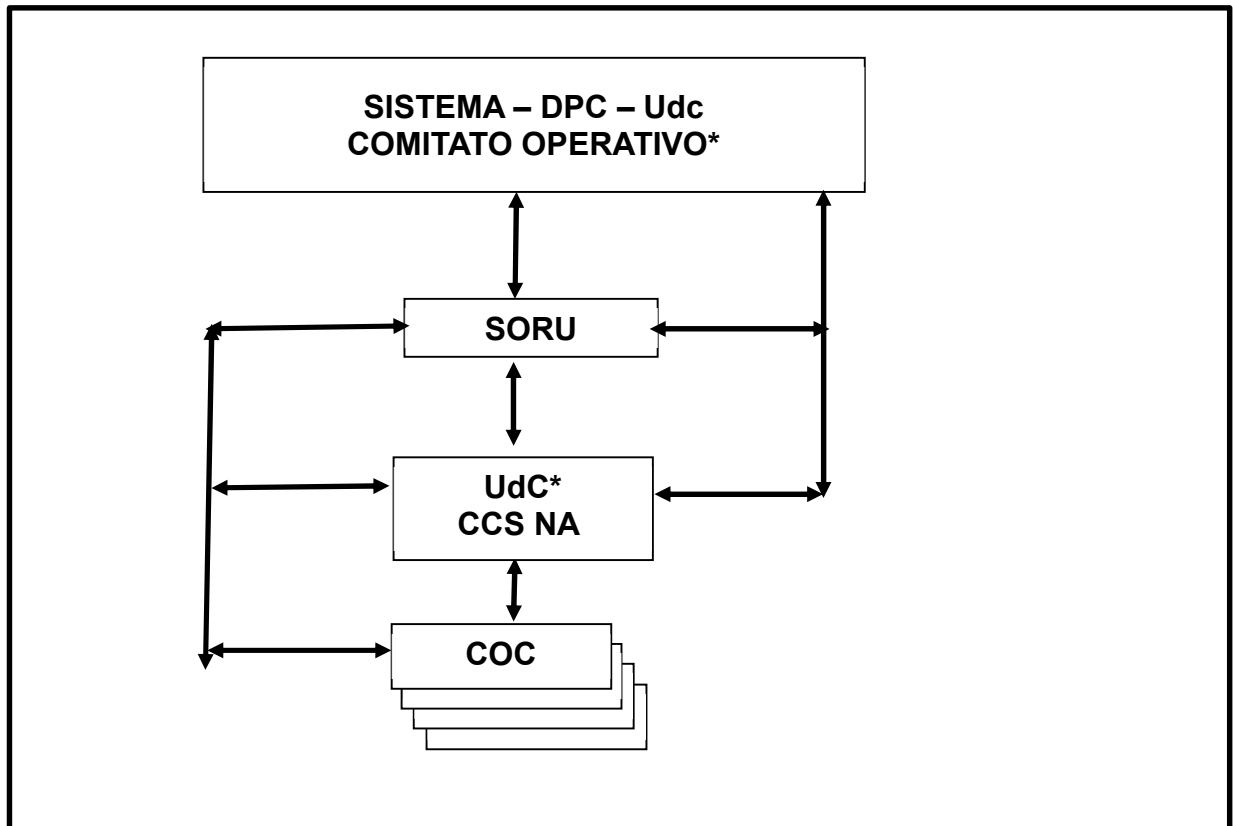 SISTEMA – DPC – Udc
COMITATO OPERATIVO*
SORU
UdC*
CCS NA
COC